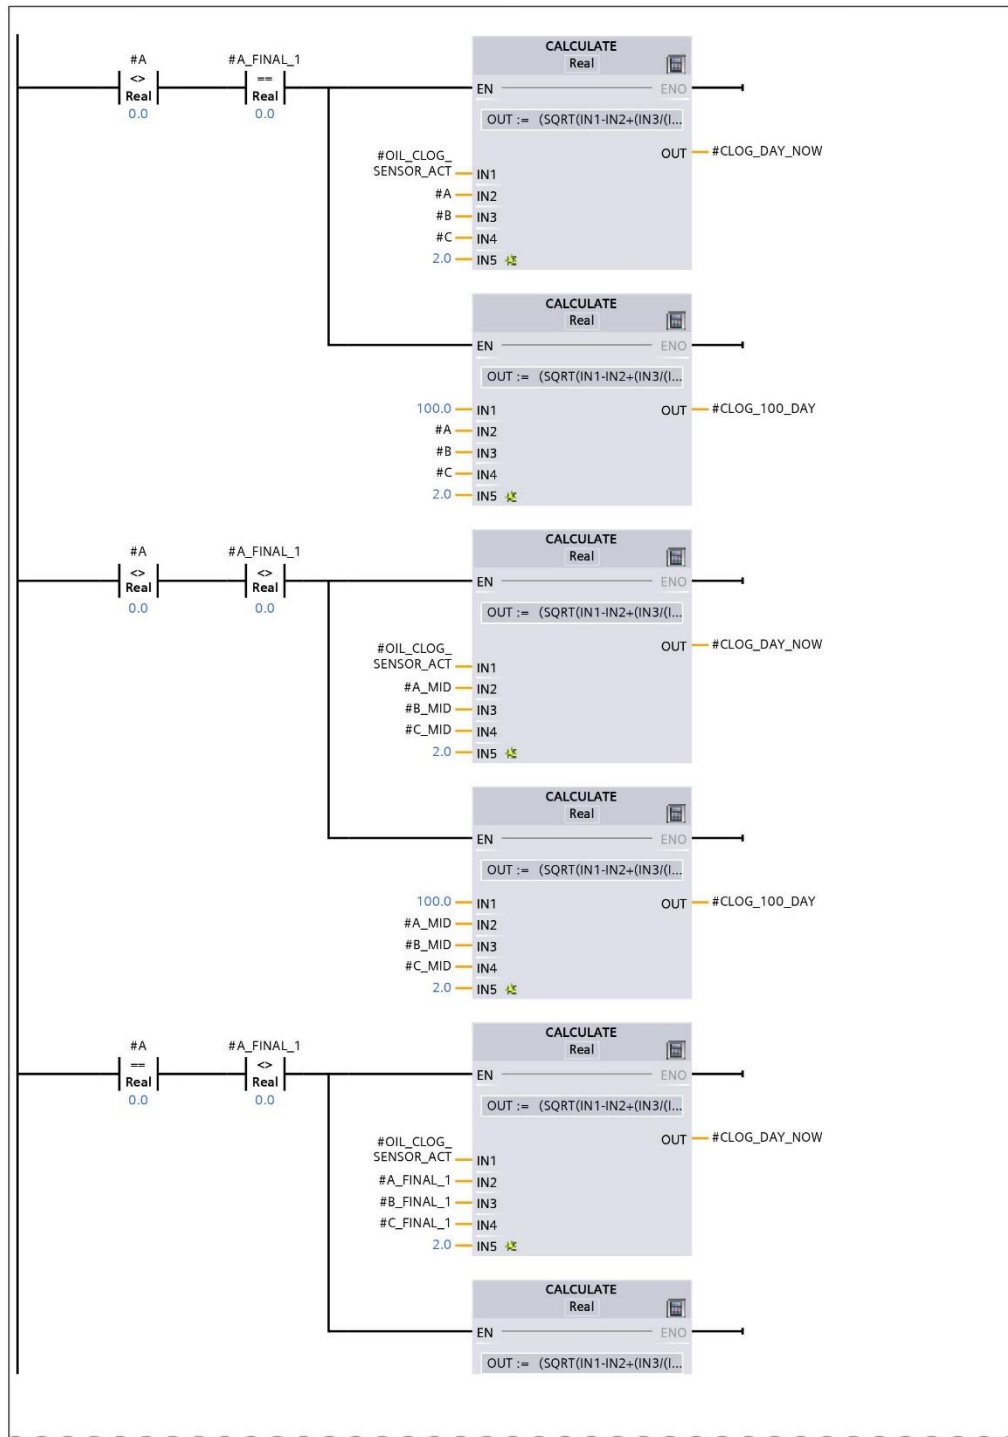 CALCULATE
#A #A_FINAL_1 Real
<> ==
Real Real
0.0 0.0
EN ENO
OUT := (SQRT(IN1-IN2+(IN3/(I...
#OIL_CLOG_
SENSOR_ACT IN1
OUT #CLOG_DAY_NOW
#A IN2
#B IN3
#C IN4
2.0 IN5
CALCULATE
Real
EN ENO
OUT := (SQRT(IN1-IN2+(IN3/(I...
100.0 IN1 OUT #CLOG_100_DAY
#A IN2
#B IN3
#C IN4
2.0 IN5
CALCULATE
#A #A_FINAL_1 Real
<> <>
Real Real
0.0 0.0
EN ENO
OUT := (SQRT(IN1-IN2+(IN3/(I...
#OIL_CLOG_
SENSOR_ACT IN1
OUT #CLOG_DAY_NOW
#A_MID IN2
#B_MID IN3
#C_MID IN4
2.0 IN5
CALCULATE
Real
EN ENO
OUT := (SQRT(IN1-IN2+(IN3/(I...
100.0 IN1 OUT #CLOG_100_DAY
#A_MID IN2
#B_MID IN3
#C_MID IN4
2.0 IN5
CALCULATE
#A #A_FINAL_1 Real
== <>
Real Real
0.0 0.0
EN ENO
OUT := (SQRT(IN1-IN2+(IN3/(I...
#OIL_CLOG_
SENSOR_ACT IN1
OUT #CLOG_DAY_NOW
#A_FINAL_1 IN2
#B_FINAL_1 IN3
#C_FINAL_1 IN4
2.0 IN5
CALCULATE
Real
EN ENO
OUT := (SQRT(IN1-IN2+(IN3/(I...